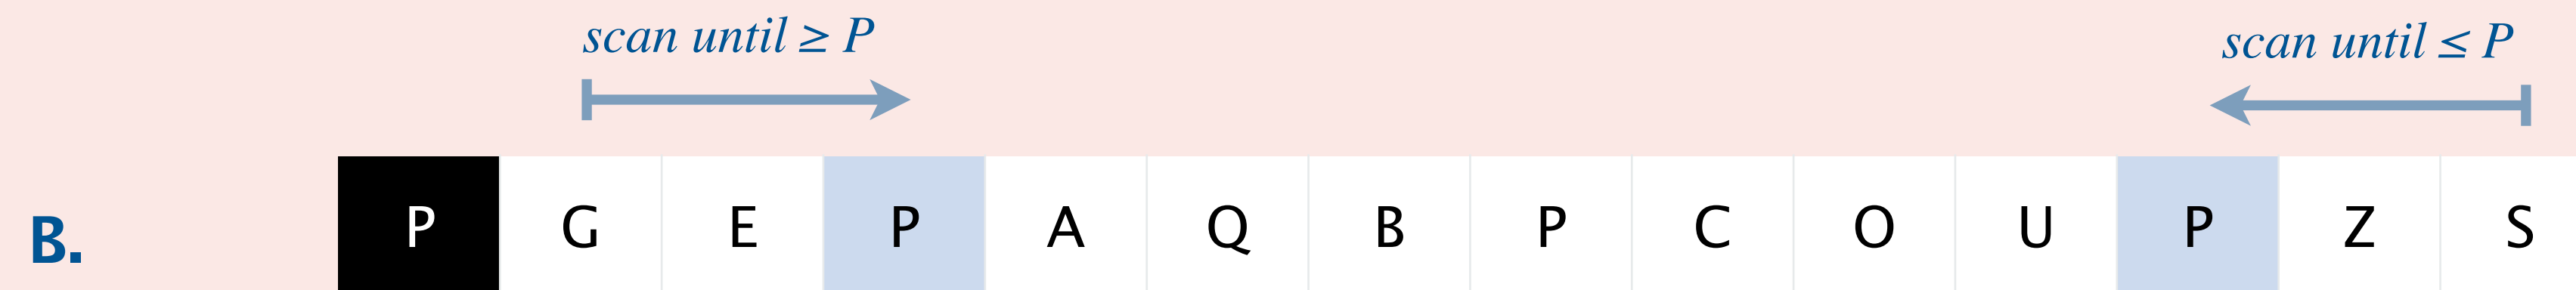 scan until ≥ P
scan until ≤ P
B.
P G E P A Q B P C O U P Z S